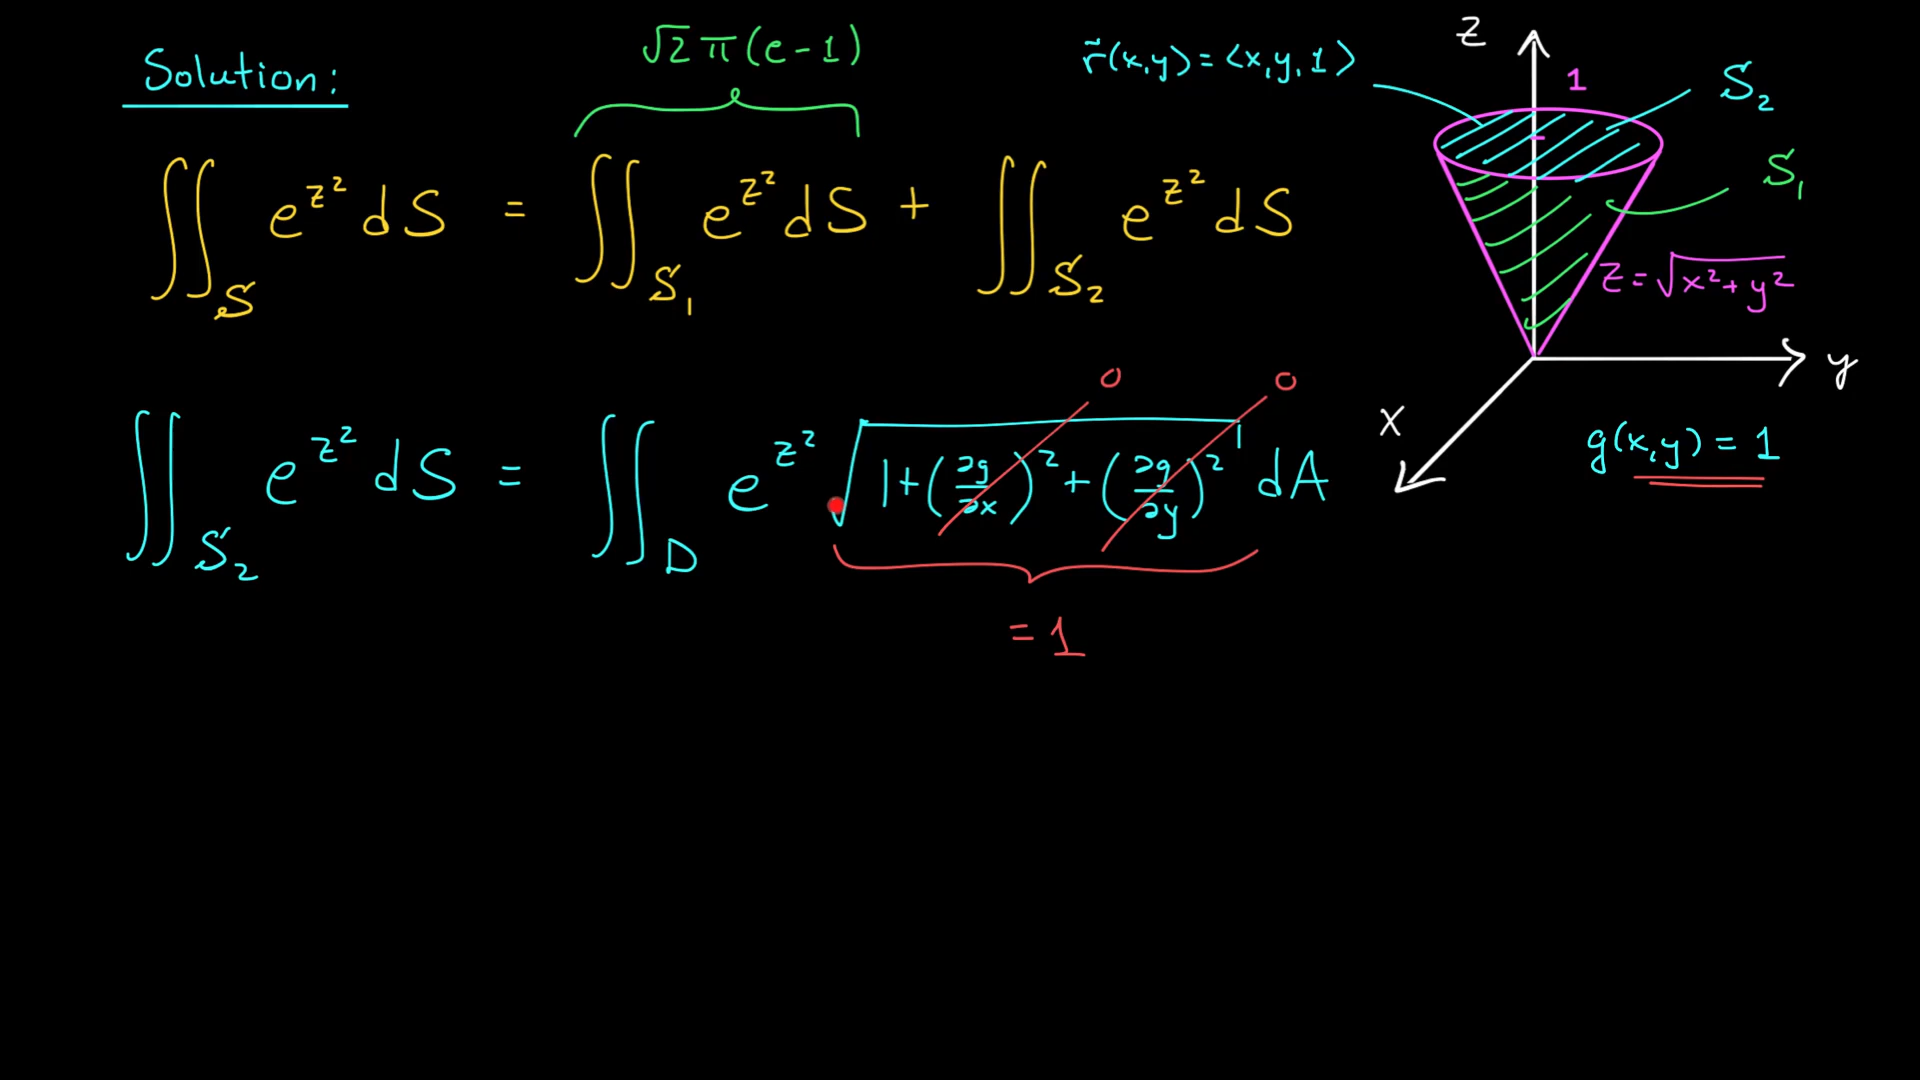 Solution:
√2 π(e-1)
r⃗(x,y) = <x,y,1>
∬_S e^{z²} dS = ∬_{S₁} e^{z²} dS + ∬_{S₂} e^{z²} dS
z
1
S₂
S₁
z = √(x²+y²)
y
x
g(x,y) = 1
0 0
∬_{S₂} e^{z²} dS = ∬_D e^{z²} √(1+(∂g/∂x)²+(∂g/∂y)²) dA
= 1